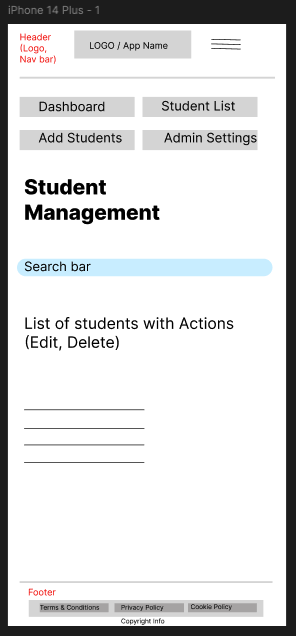 iPhone 14 Plus - 1
Header
(Logo,
Nav bar)
LOGO / App Name
Dashboard
Student List
Add Students
Admin Settings
Student
Management
Search bar
List of students with Actions
(Edit, Delete)
Footer
Terms & Conditions
Privacy Policy
Cookie Policy
Copyright Info